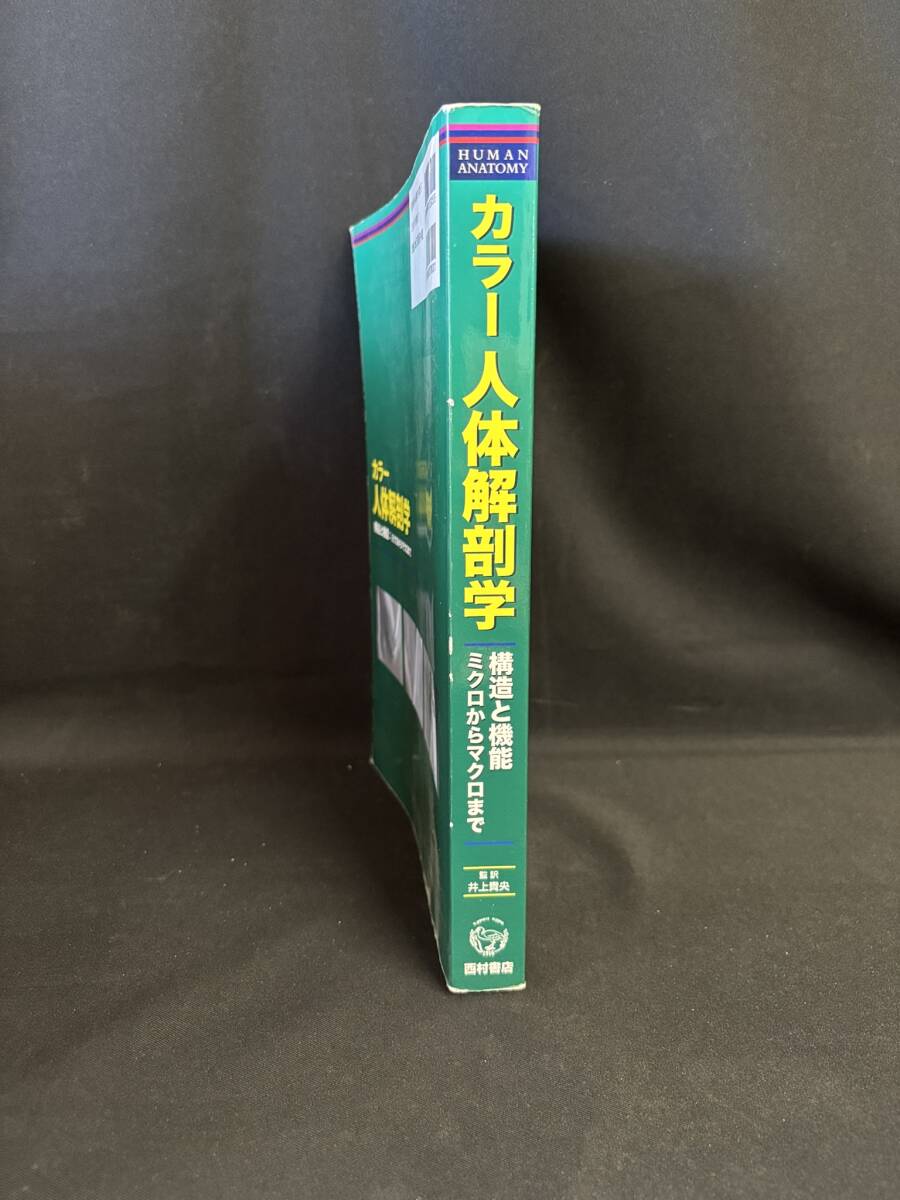 HUMAN
ANATOMY
カラー 人体解剖学
構造と機能
ミクロからマクロまで
監訳
井上貴央
西村書店
カラー
人体解剖学